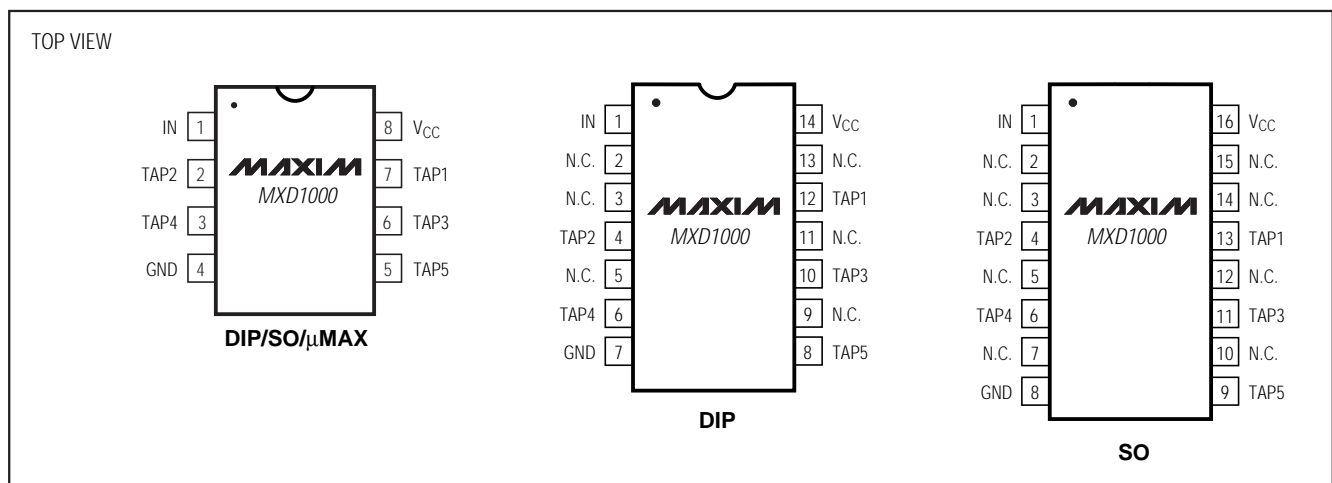 TOP VIEW
IN 1
TAP2 2
TAP4 3
GND 4
8 VCC
7 TAP1
6 TAP3
5 TAP5
MAXIM
MXD1000
DIP/SO/μMAX
IN 1
N.C. 2
N.C. 3
TAP2 4
N.C. 5
TAP4 6
GND 7
14 VCC
13 N.C.
12 TAP1
11 N.C.
10 TAP3
9 N.C.
8 TAP5
MAXIM
MXD1000
DIP
IN 1
N.C. 2
N.C. 3
TAP2 4
N.C. 5
TAP4 6
N.C. 7
GND 8
16 VCC
15 N.C.
14 N.C.
13 TAP1
12 N.C.
11 TAP3
10 N.C.
9 TAP5
MAXIM
MXD1000
SO